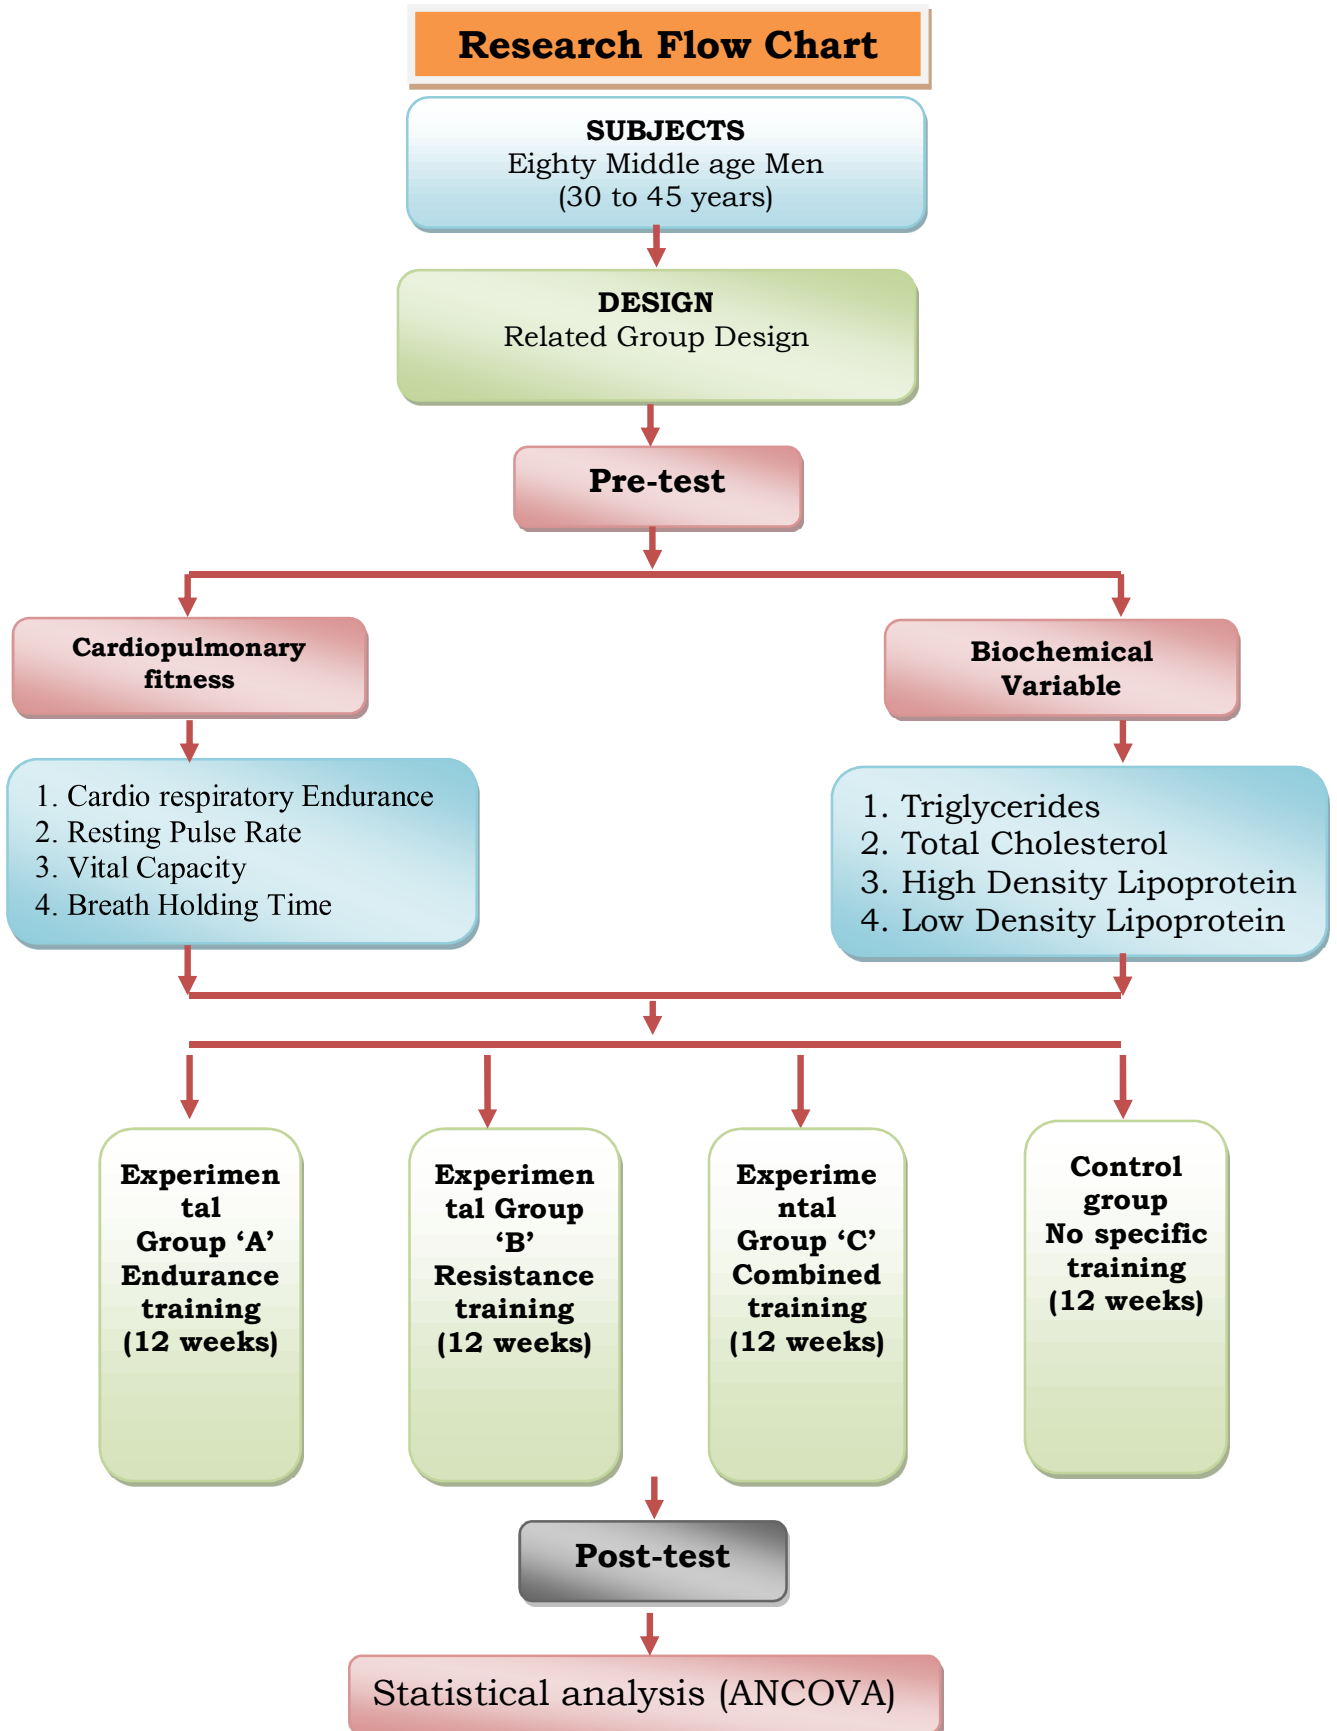 Research Flow Chart
SUBJECTS
Eighty Middle age Men
(30 to 45 years)
DESIGN
Related Group Design
Pre-test
Cardiopulmonary
fitness
Biochemical
Variable
1. Cardio respiratory Endurance
2. Resting Pulse Rate
3. Vital Capacity
4. Breath Holding Time
1. Triglycerides
2. Total Cholesterol
3. High Density Lipoprotein
4. Low Density Lipoprotein
Experimen
tal
Group ‘A’
Endurance
training
(12 weeks)
Experimen
tal Group
‘B’
Resistance
training
(12 weeks)
Experime
ntal
Group ‘C’
Combined
training
(12 weeks)
Control
group
No specific
training
(12 weeks)
Post-test
Statistical analysis (ANCOVA)